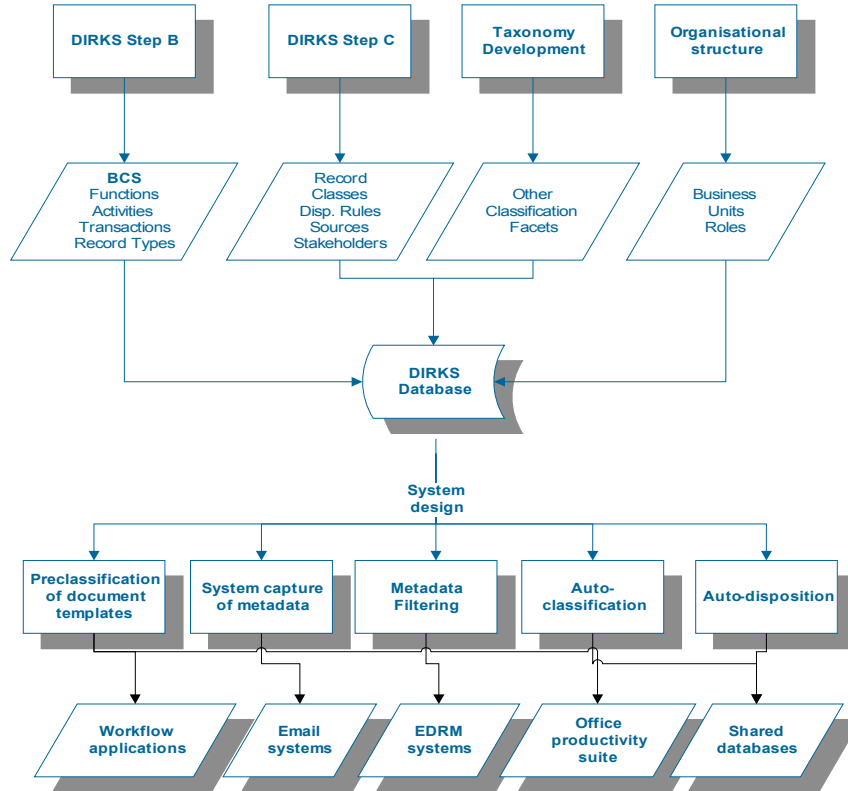 DIRKS Step B
DIRKS Step C
Taxonomy
Development
Organisational
structure
BCS
Functions
Activities
Transactions
Record Types
Record
Classes
Disp. Rules
Sources
Stakeholders
Other
Classification
Facets
Business
Units
Roles
DIRKS
Database
System
design
Preclassification
of document
templates
System capture
of metadata
Metadata
Filtering
Auto-
classification
Auto-disposition
Workflow
applications
Email
systems
EDRM
systems
Office
productivity
suite
Shared
databases